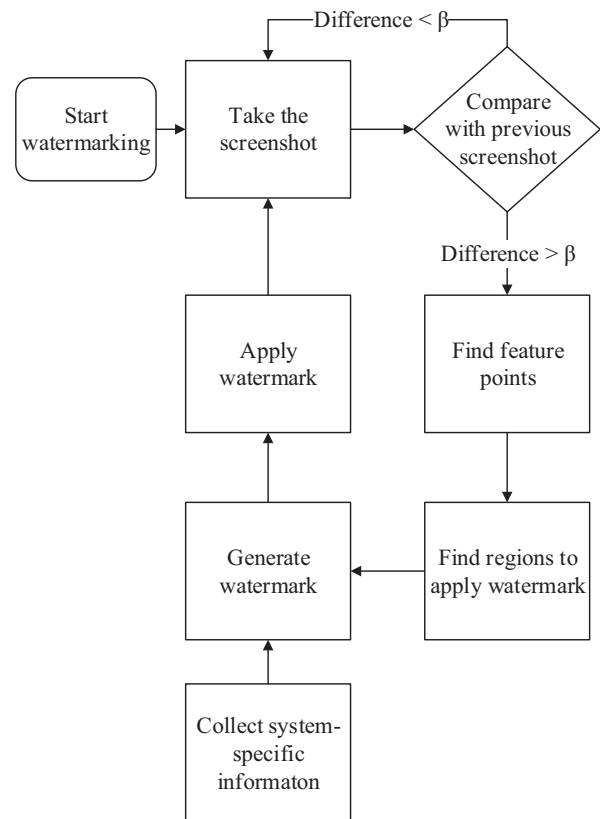 Difference < β
Start
watermarking
Take the
screenshot
Compare
with previous
screenshot
Difference > β
Apply
watermark
Find feature
points
Generate
watermark
Find regions to
apply watermark
Collect system-
specific
informaton